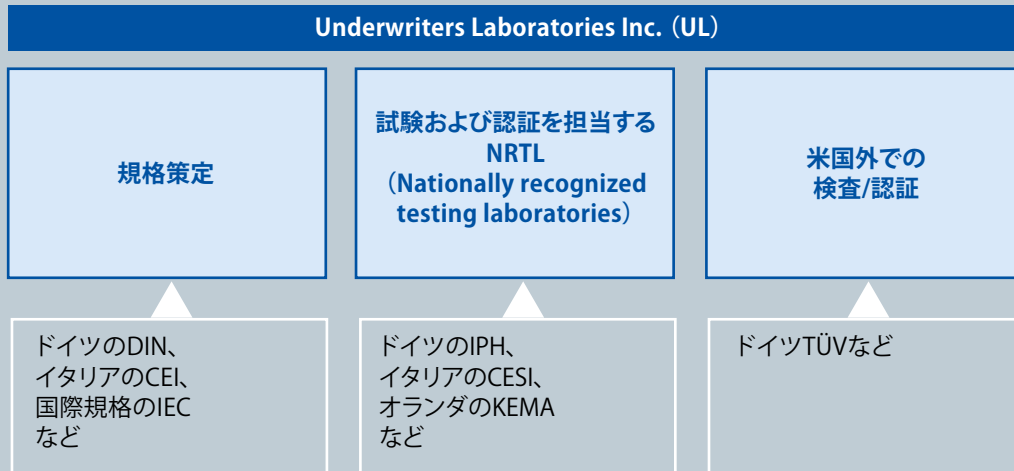 Underwriters Laboratories Inc.（UL）
規格策定
試験および認証を担当する
NRTL
（Nationally recognized
testing laboratories）
米国外での
検査/認証
ドイツのDIN、
イタリアのCEI、
国際規格のIEC
など
ドイツのIPH、
イタリアのCESI、
オランダのKEMA
など
ドイツTÜVなど